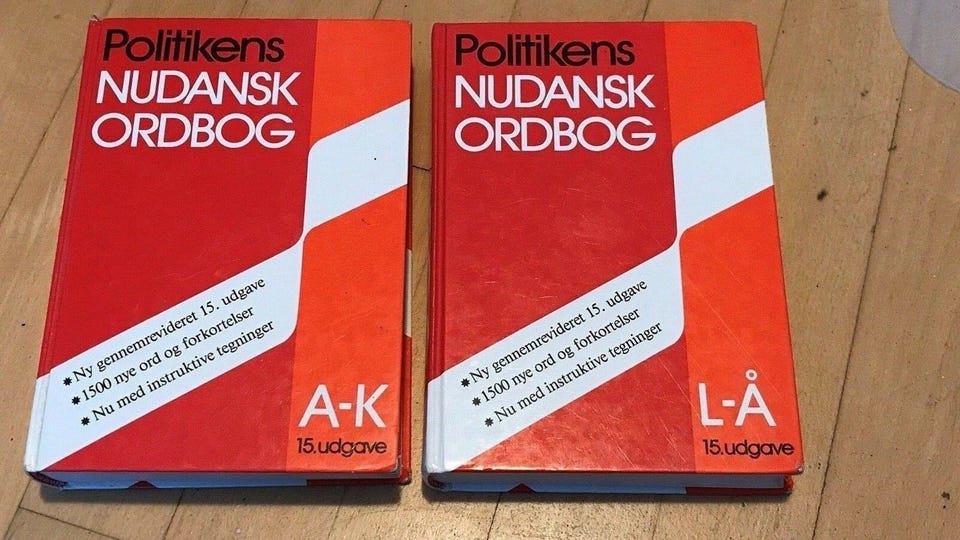 Politikens
NUDANSK
ORDBOG
* Ny gennemrevideret 15. udgave
* 1500 nye ord og forkortelser
* Nu med instruktive tegninger
A-K
15. udgave
Politikens
NUDANSK
ORDBOG
* Ny gennemrevideret 15. udgave
* 1500 nye ord og forkortelser
* Nu med instruktive tegninger
L-Å
15. udgave